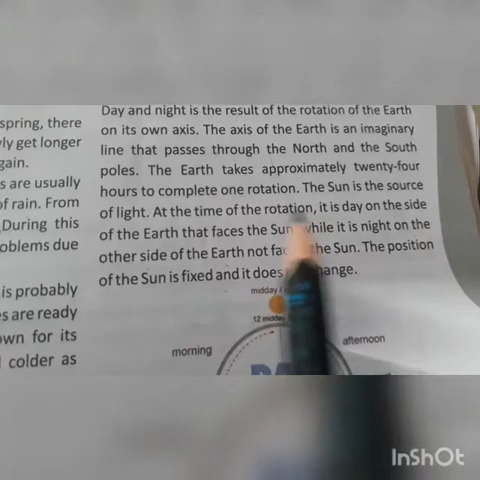 spring, there
ly get longer
gain.
s are usually
of rain. From
During this
oblems due
is probably
s are ready
wn for its
colder as
Day and night is the result of the rotation of the Earth
on its own axis. The axis of the Earth is an imaginary
line that passes through the North and the South
poles. The Earth takes approximately twenty-four
hours to complete one rotation. The Sun is the source
of light. At the time of the rotation, it is day on the side
of the Earth that faces the Sun while it is night on the
other side of the Earth not the Sun. The position
of the Sun is fixed and it does
midday
12 midday
morning
afternoon
InShOt